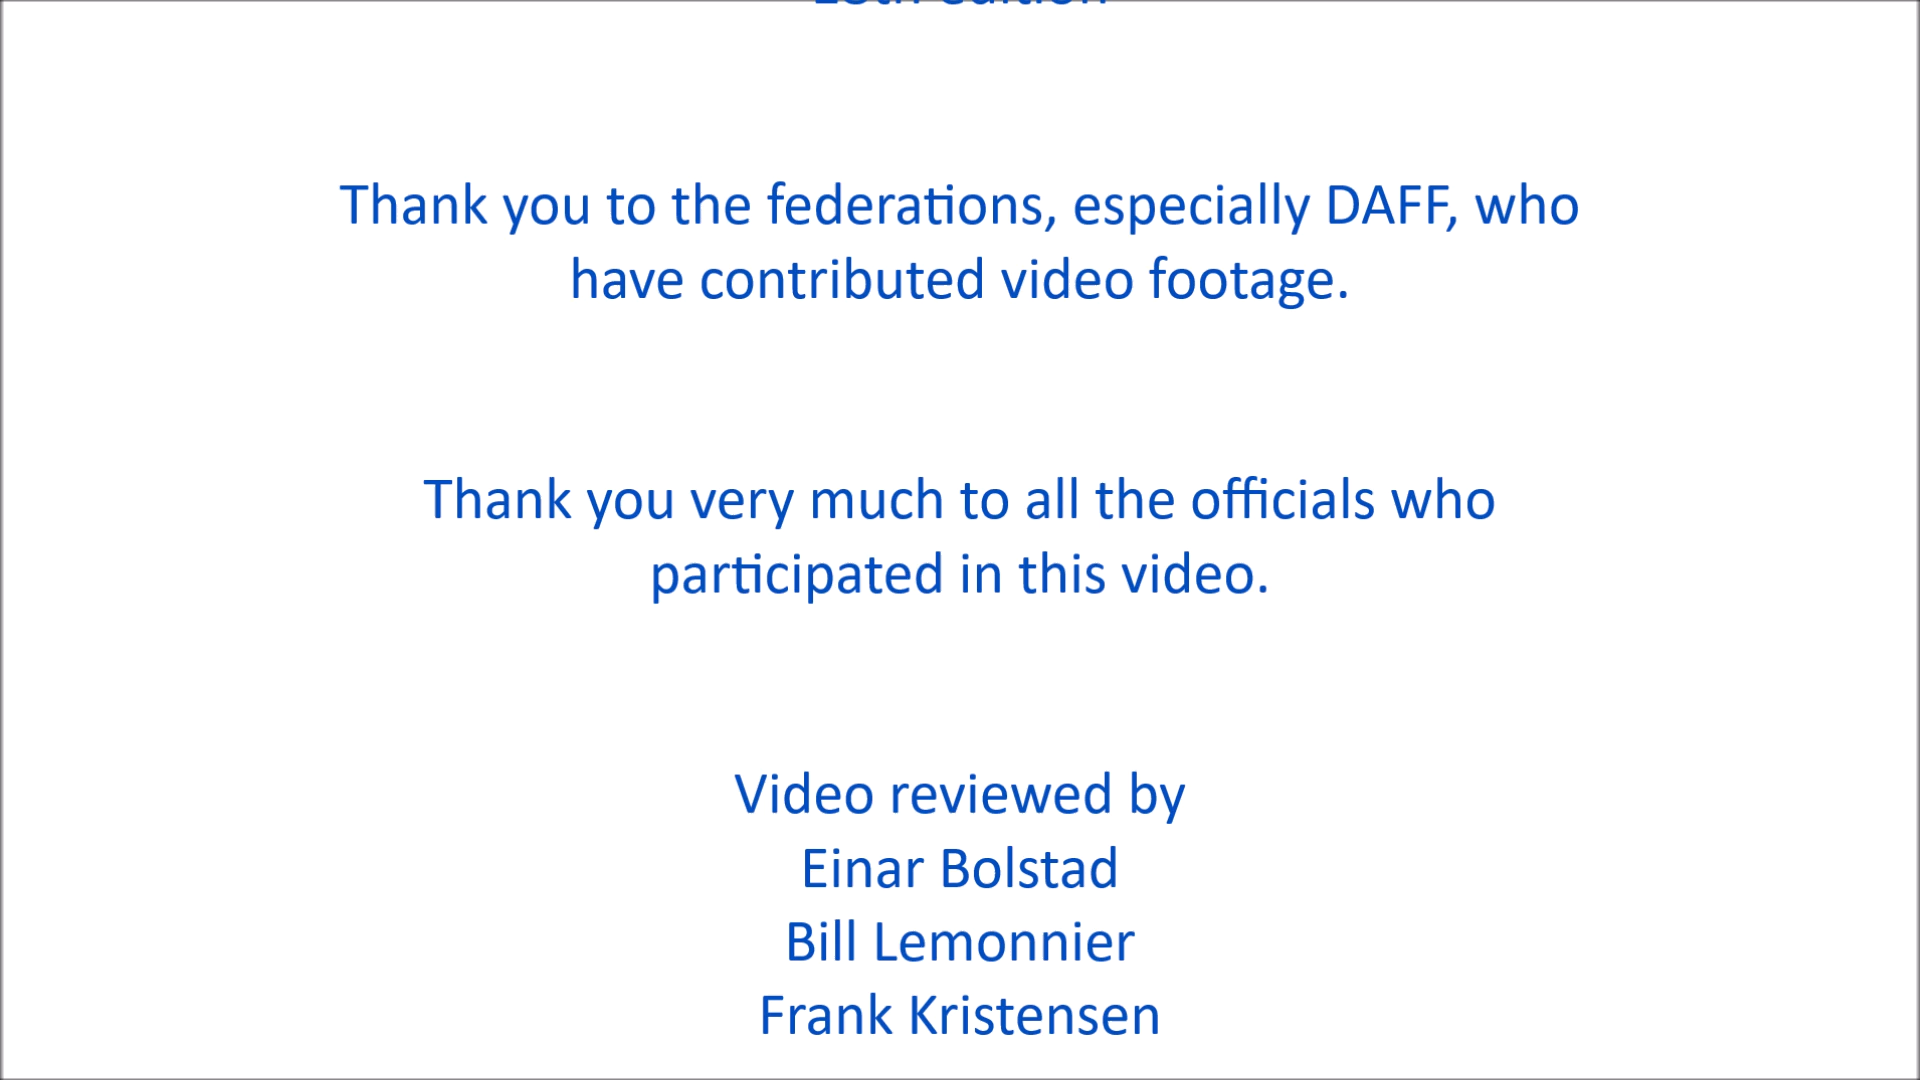 edition
Thank you to the federations, especially DAFF, who
have contributed video footage.
Thank you very much to all the officials who
participated in this video.
Video reviewed by
Einar Bolstad
Bill Lemonnier
Frank Kristensen